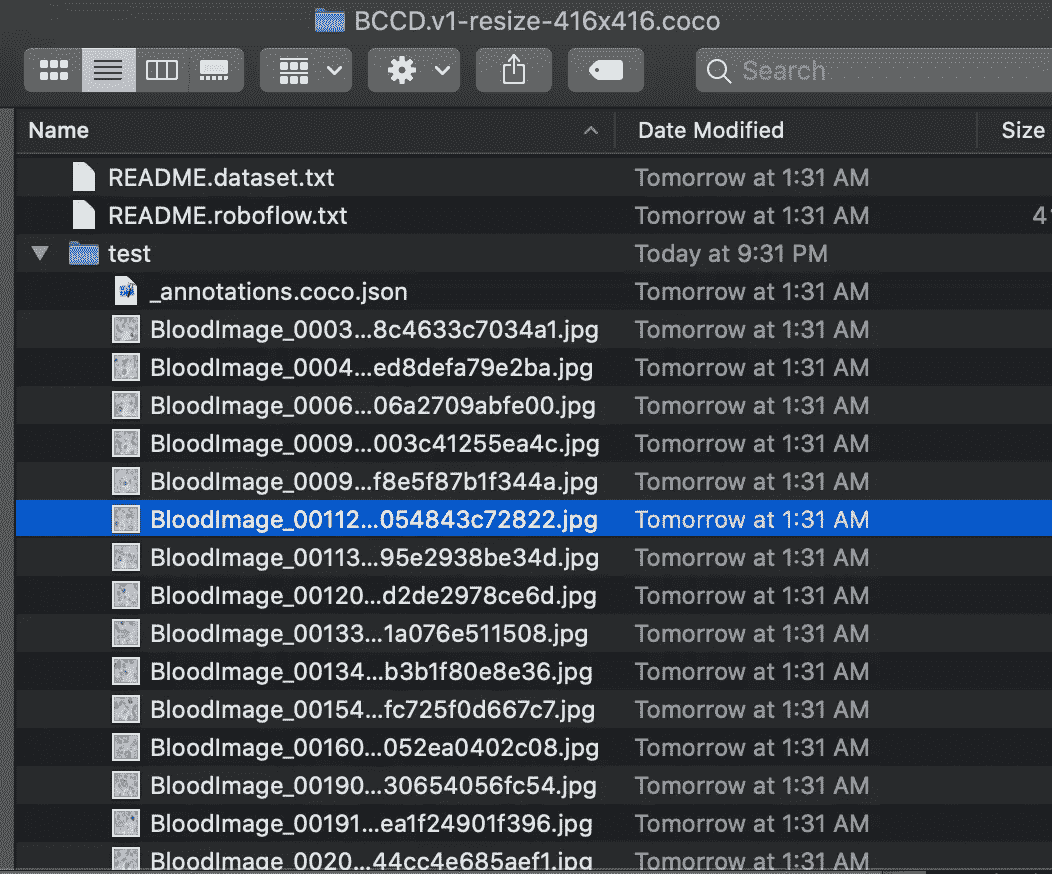 BCCD.v1-resize-416x416.coco
Search
Name Date Modified Size
README.dataset.txt Tomorrow at 1:31 AM
README.roboflow.txt Tomorrow at 1:31 AM 41
test Today at 9:31 PM
_annotations.coco.json Tomorrow at 1:31 AM
BloodImage_0003...8c4633c7034a1.jpg Tomorrow at 1:31 AM
BloodImage_0004...ed8defa79e2ba.jpg Tomorrow at 1:31 AM
BloodImage_0006...06a2709abfe00.jpg Tomorrow at 1:31 AM
BloodImage_0009...003c41255ea4c.jpg Tomorrow at 1:31 AM
BloodImage_0009...f8e5f87b1f344a.jpg Tomorrow at 1:31 AM
BloodImage_00112...054843c72822.jpg Tomorrow at 1:31 AM
BloodImage_00113...95e2938be34d.jpg Tomorrow at 1:31 AM
BloodImage_00120...d2de2978ce6d.jpg Tomorrow at 1:31 AM
BloodImage_00133...1a076e511508.jpg Tomorrow at 1:31 AM
BloodImage_00134...b3b1f80e8e36.jpg Tomorrow at 1:31 AM
BloodImage_00154...fc725f0d667c7.jpg Tomorrow at 1:31 AM
BloodImage_00160...052ea0402c08.jpg Tomorrow at 1:31 AM
BloodImage_00190...30654056fc54.jpg Tomorrow at 1:31 AM
BloodImage_00191...ea1f24901f396.jpg Tomorrow at 1:31 AM
BloodImage_0020...44cc4e685aef1.jpg Tomorrow at 1:31 AM